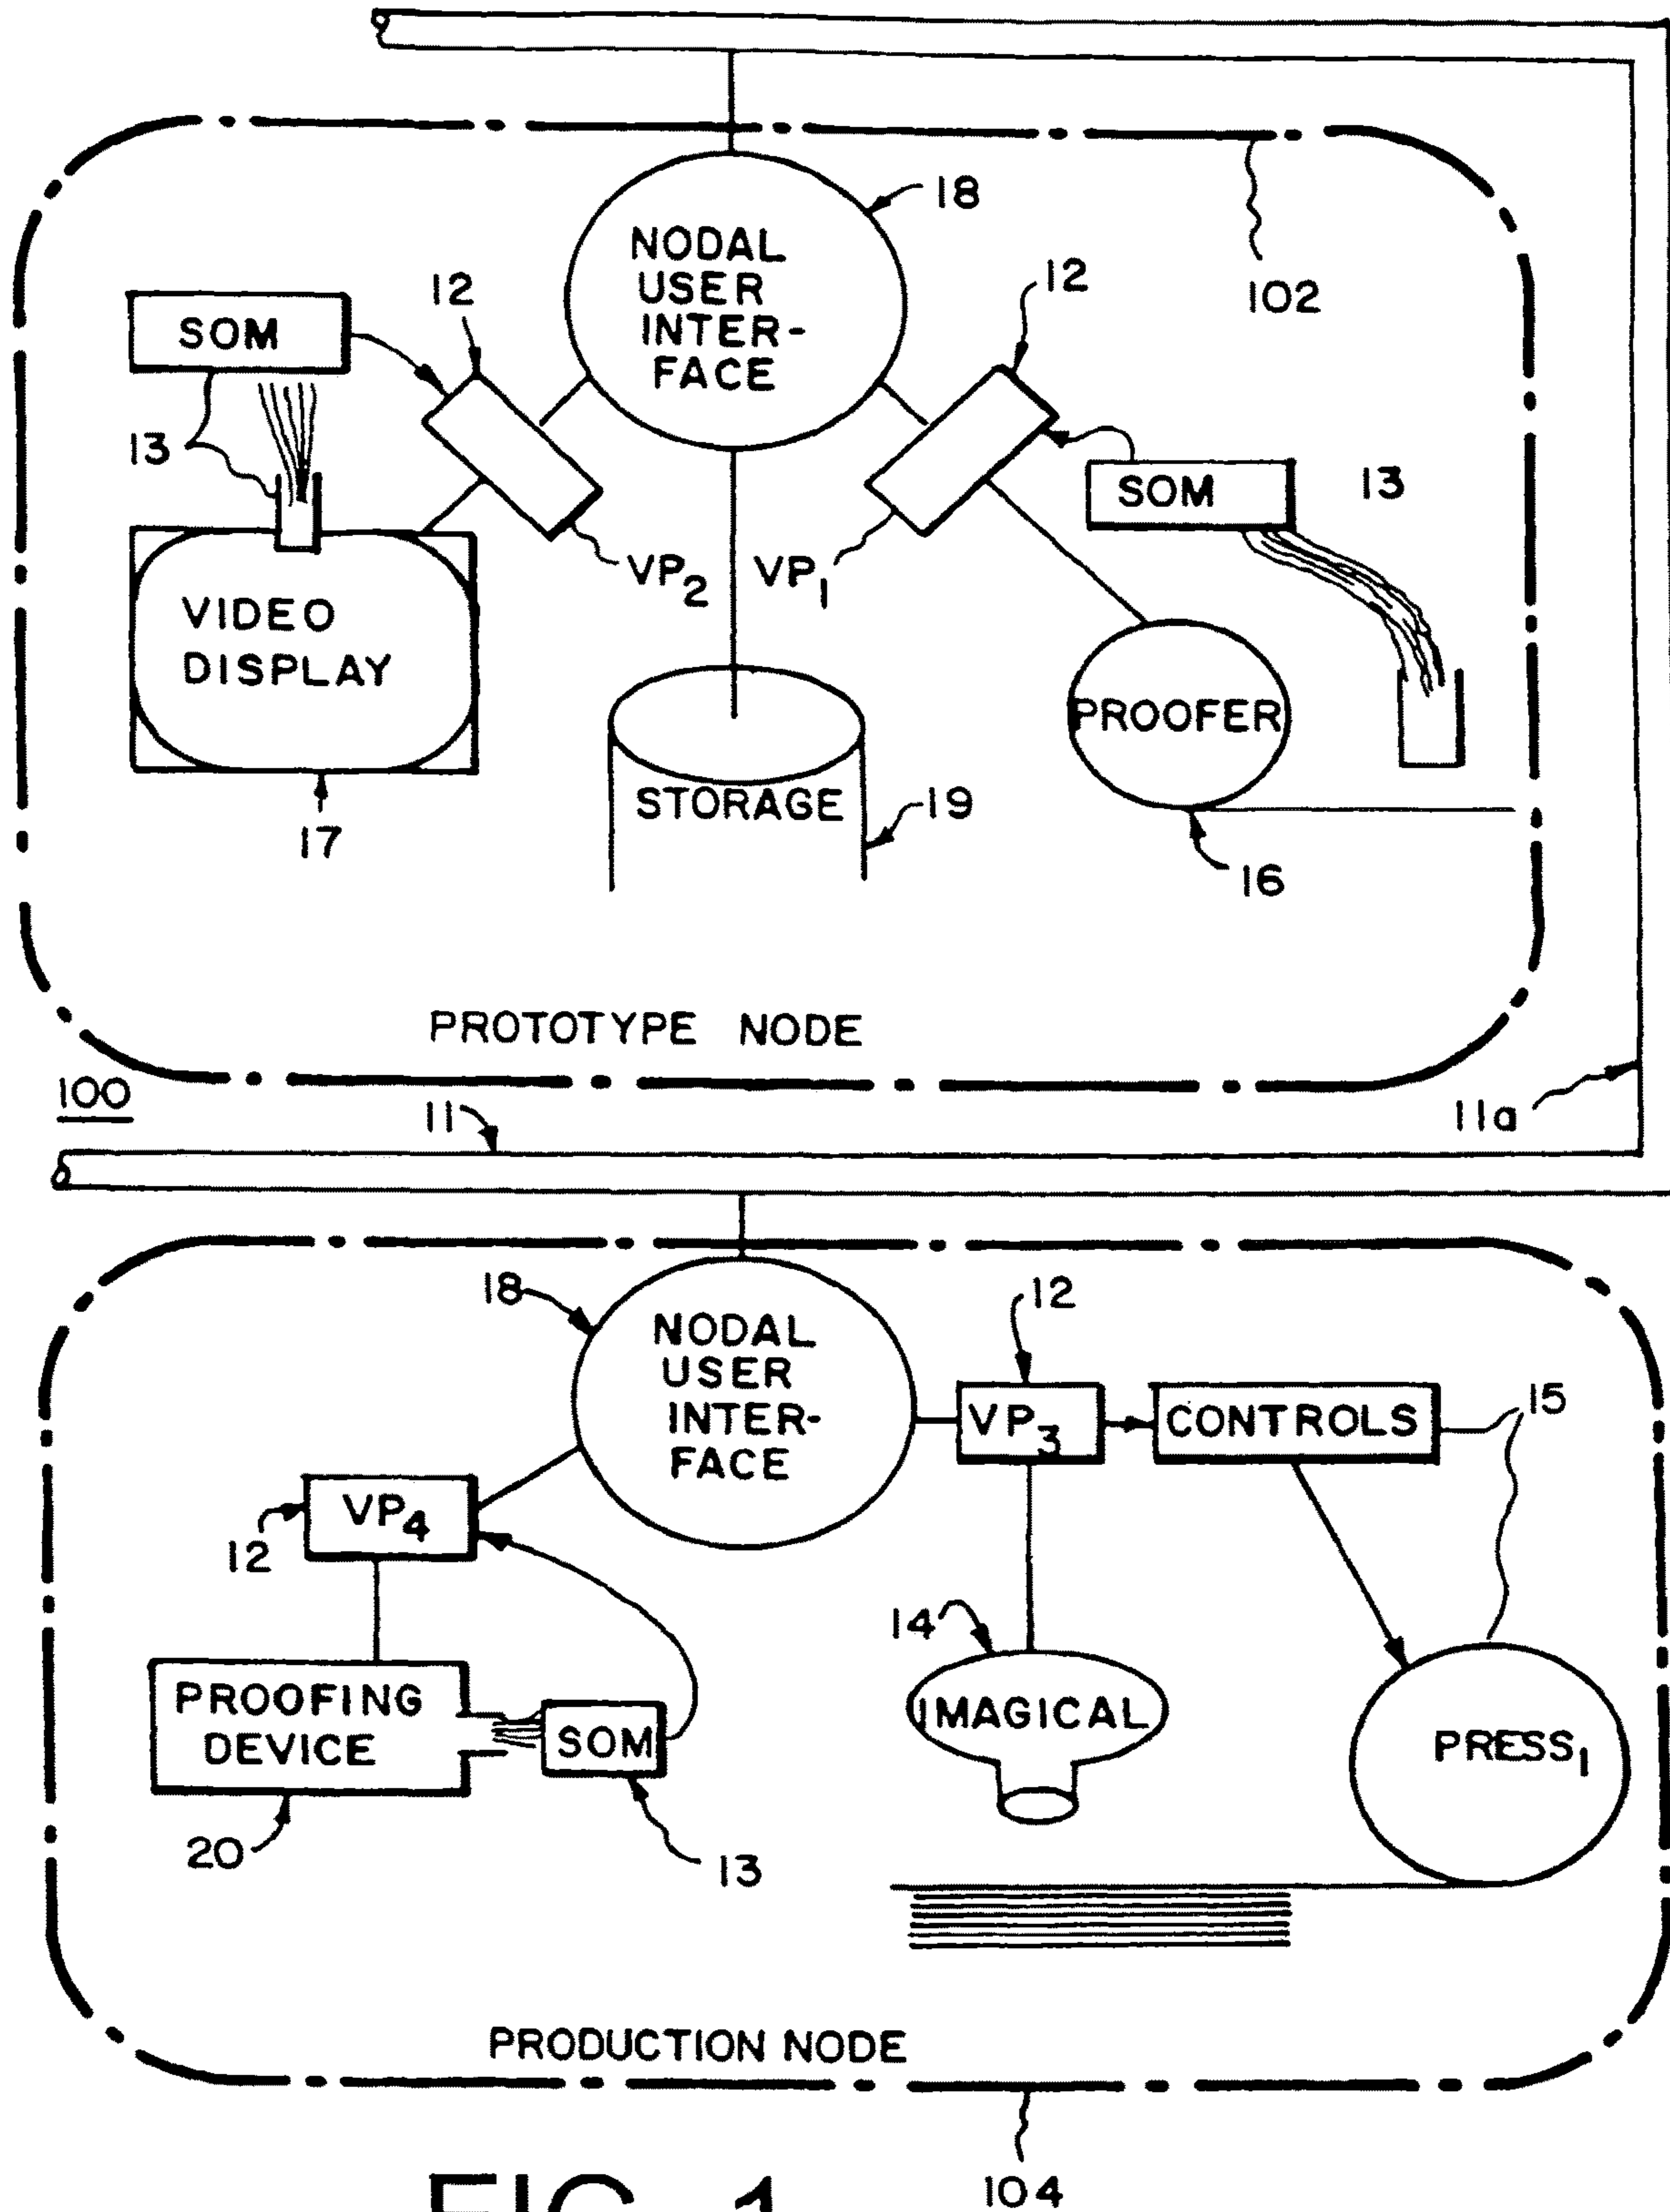 18
NODAL
USER
INTER-
FACE
102
12
12
SOM
13
SOM
13
VP2
VP1
VIDEO
DISPLAY
PROOFER
STORAGE
19
17
16
PROTOTYPE NODE
100
11
11a
18
NODAL
USER
INTER-
FACE
12
VP3
CONTROLS
15
VP4
12
14
IMAGICAL
PROOFING
DEVICE
SOM
PRESS1
20
13
PRODUCTION NODE
104
FIG. 1